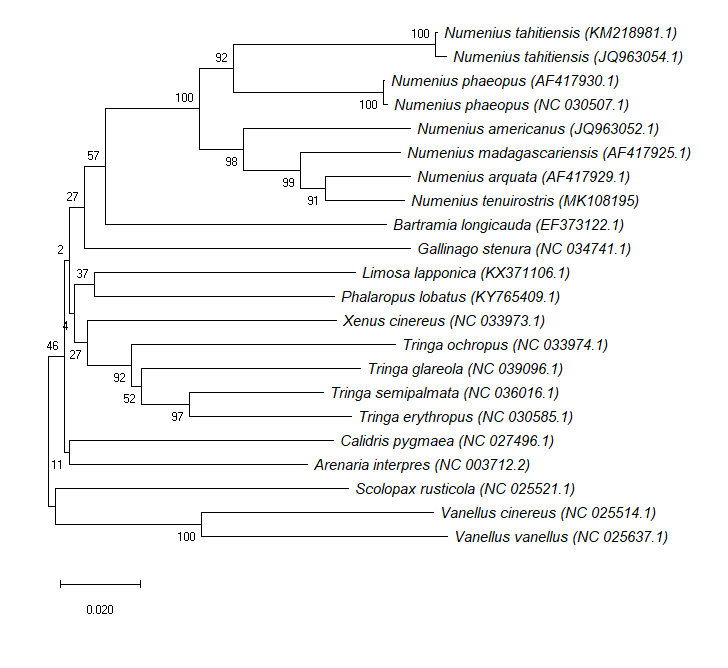 100
Numenius tahitiensis (KM218981.1)
Numenius tahitiensis (JQ963054.1)
92
Numenius phaeopus (AF417930.1)
100
Numenius phaeopus (NC 030507.1)
100
Numenius americanus (JQ963052.1)
98
Numenius madagascariensis (AF417925.1)
99
Numenius arquata (AF417929.1)
91
Numenius tenuirostris (MK108195)
57
Bartramia longicauda (EF373122.1)
27
Gallinago stenura (NC 034741.1)
2
37
Limosa lapponica (KX371106.1)
Phalaropus lobatus (KY765409.1)
4
Xenus cinereus (NC 033973.1)
46
27
Tringa ochropus (NC 033974.1)
92
Tringa glareola (NC 039096.1)
52
Tringa semipalmata (NC 036016.1)
97
Tringa erythropus (NC 030585.1)
Calidris pygmaea (NC 027496.1)
11
Arenaria interpres (NC 003712.2)
Scolopax rusticola (NC 025521.1)
Vanellus cinereus (NC 025514.1)
100
Vanellus vanellus (NC 025637.1)
0.020